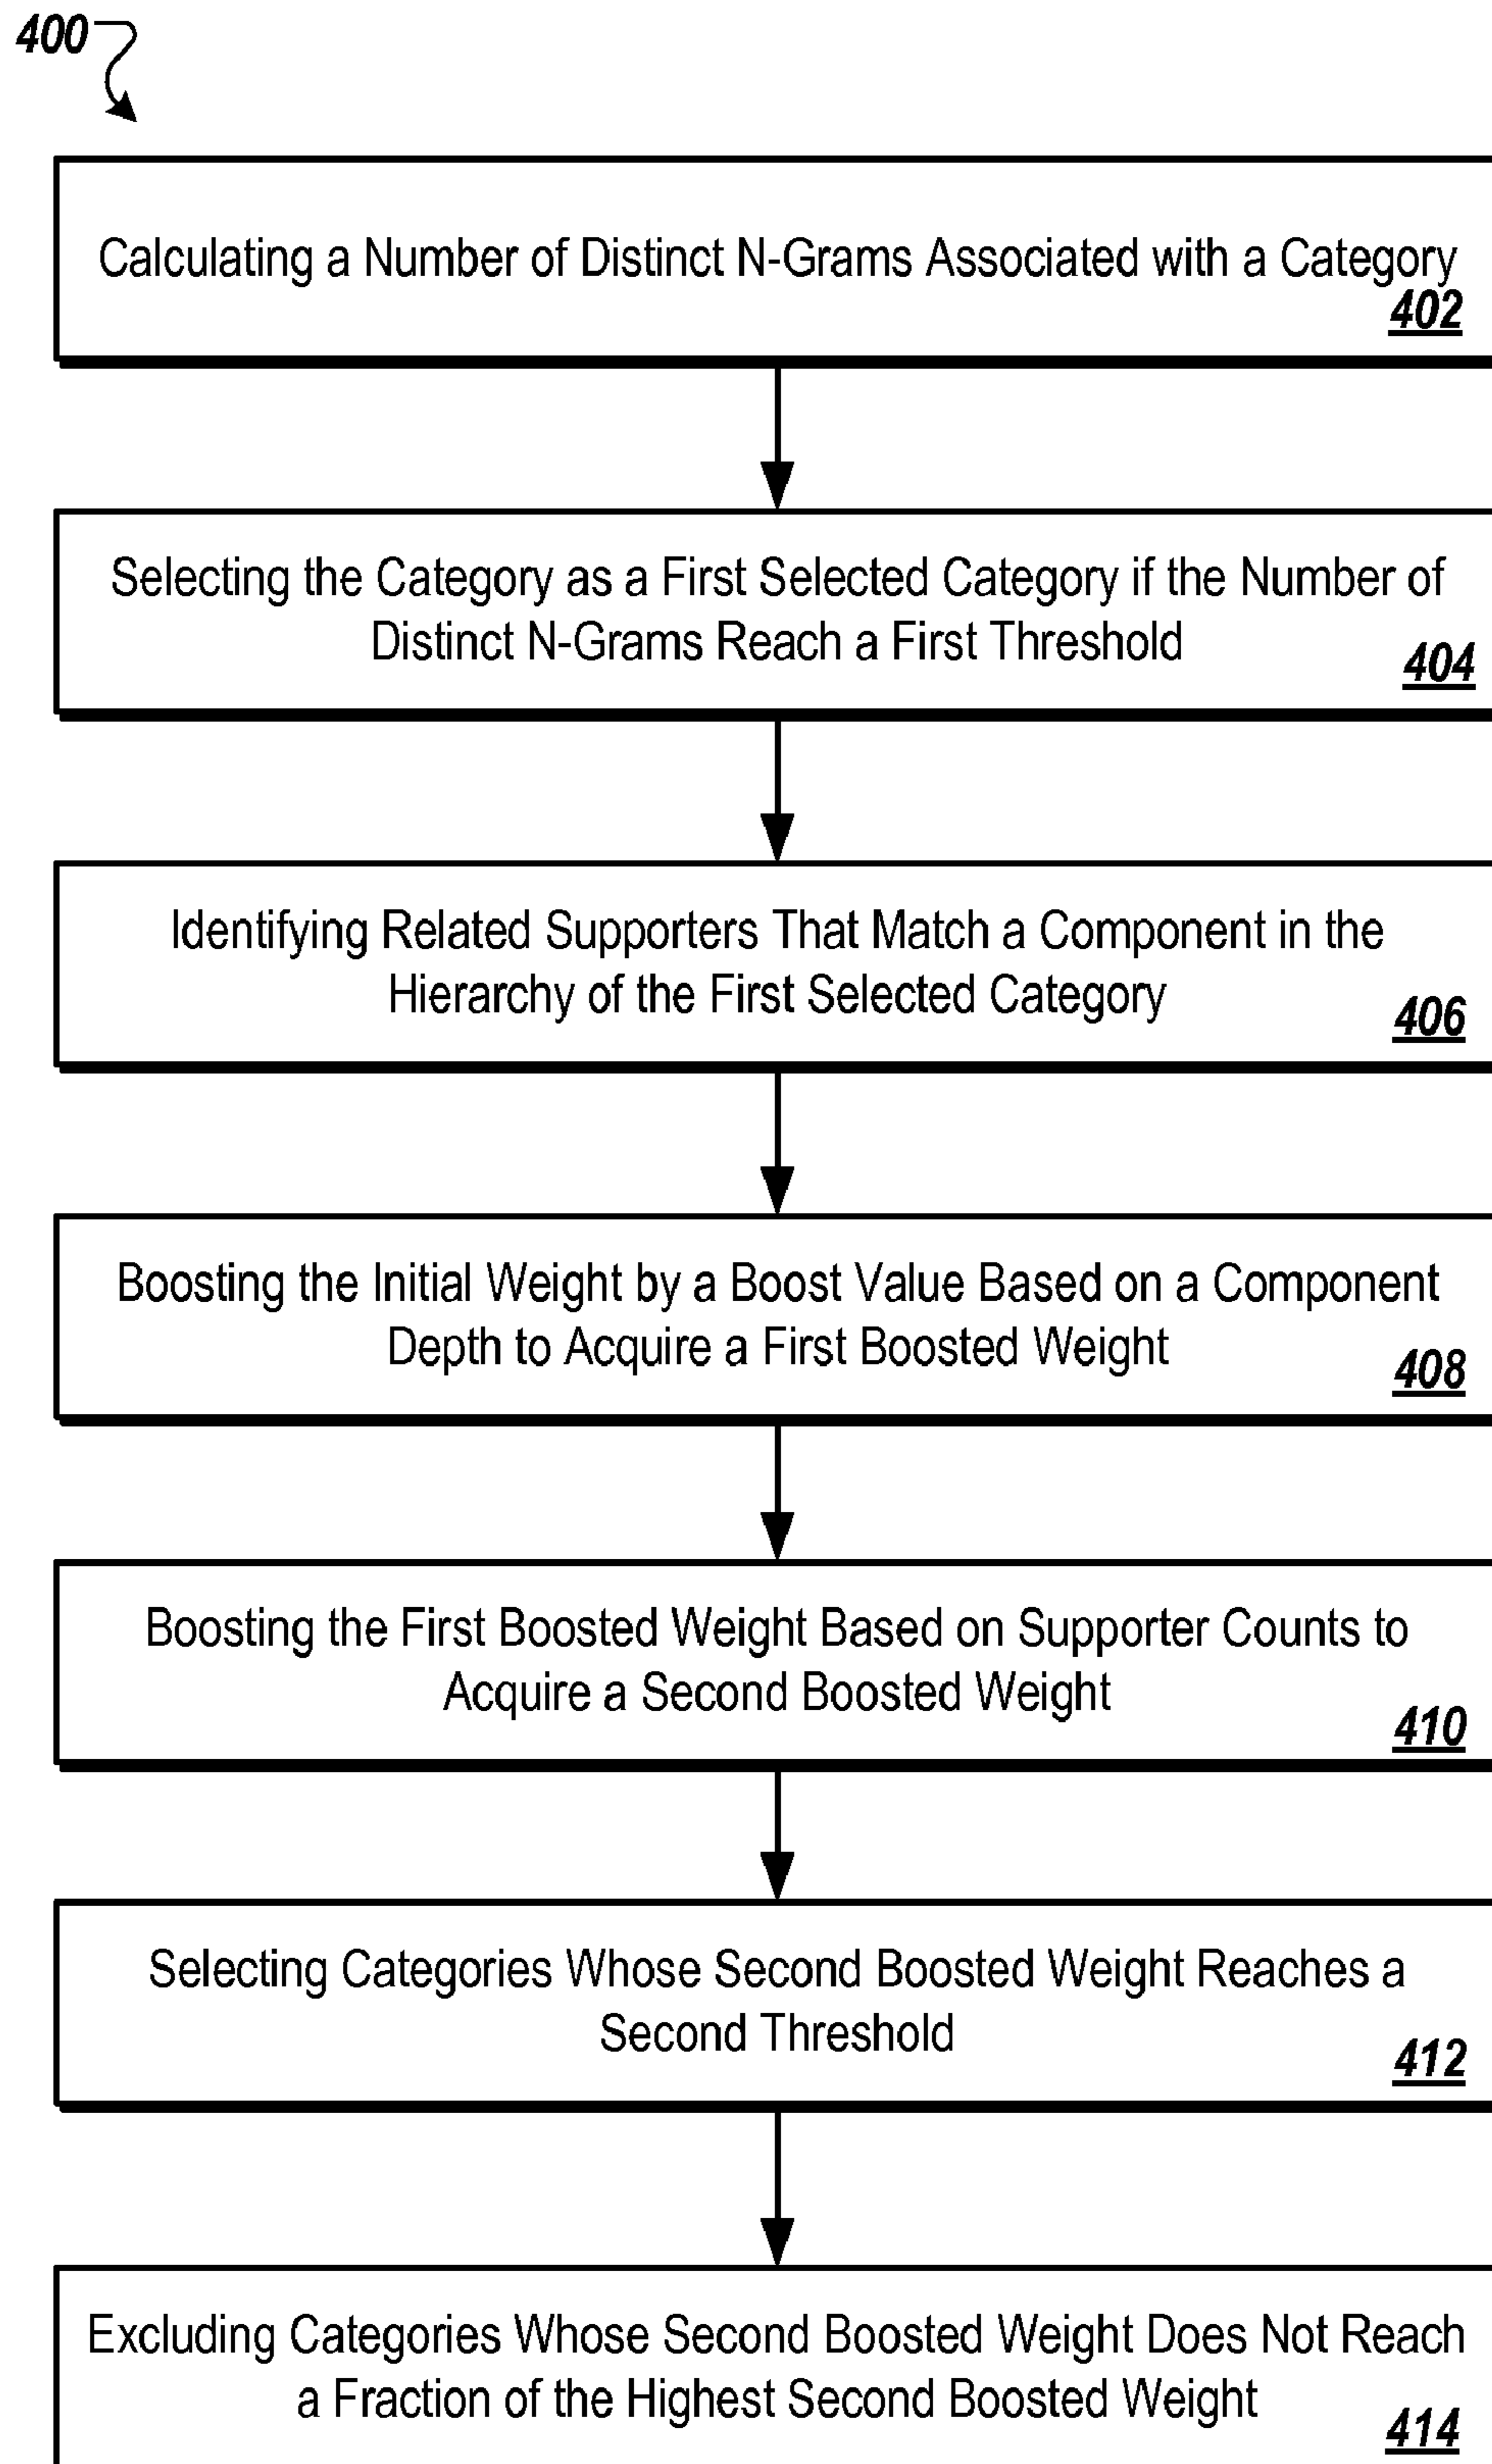 400
Calculating a Number of Distinct N-Grams Associated with a Category
402
Selecting the Category as a First Selected Category if the Number of
Distinct N-Grams Reach a First Threshold
404
Identifying Related Supporters That Match a Component in the
Hierarchy of the First Selected Category
406
Boosting the Initial Weight by a Boost Value Based on a Component
Depth to Acquire a First Boosted Weight
408
Boosting the First Boosted Weight Based on Supporter Counts to
Acquire a Second Boosted Weight
410
Selecting Categories Whose Second Boosted Weight Reaches a
Second Threshold
412
Excluding Categories Whose Second Boosted Weight Does Not Reach
a Fraction of the Highest Second Boosted Weight
414